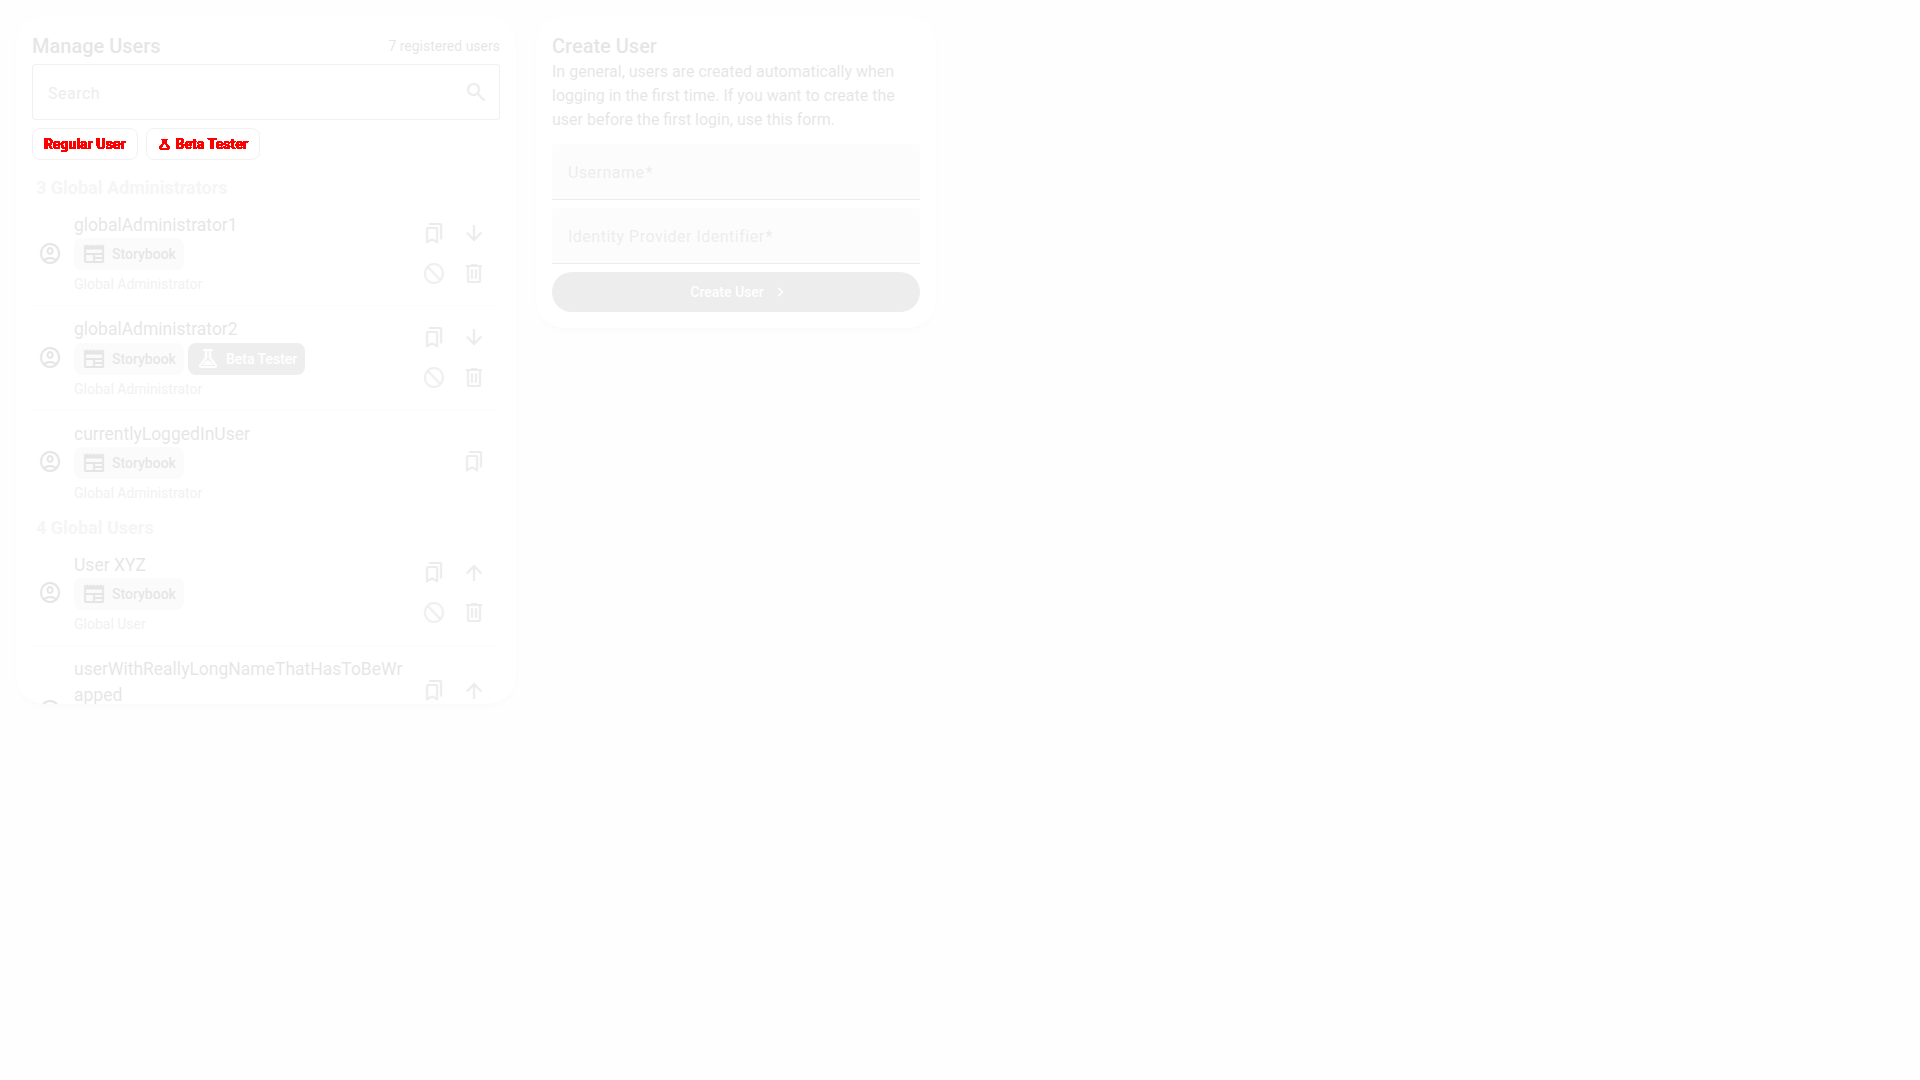 Manage Users
7 registered users
Search
Regular User
Beta Tester
3 Global Administrators
globalAdministrator1
Storybook
Global Administrator
globalAdministrator2
Storybook
Beta Tester
Global Administrator
currentlyLoggedInUser
Storybook
Global Administrator
4 Global Users
User XYZ
Storybook
Global User
userWithReallyLongNameThatHasToBeWr
apped
Create User
In general, users are created automatically when
logging in the first time. If you want to create the
user before the first login, use this form.
Username*
Identity Provider Identifier*
Create User